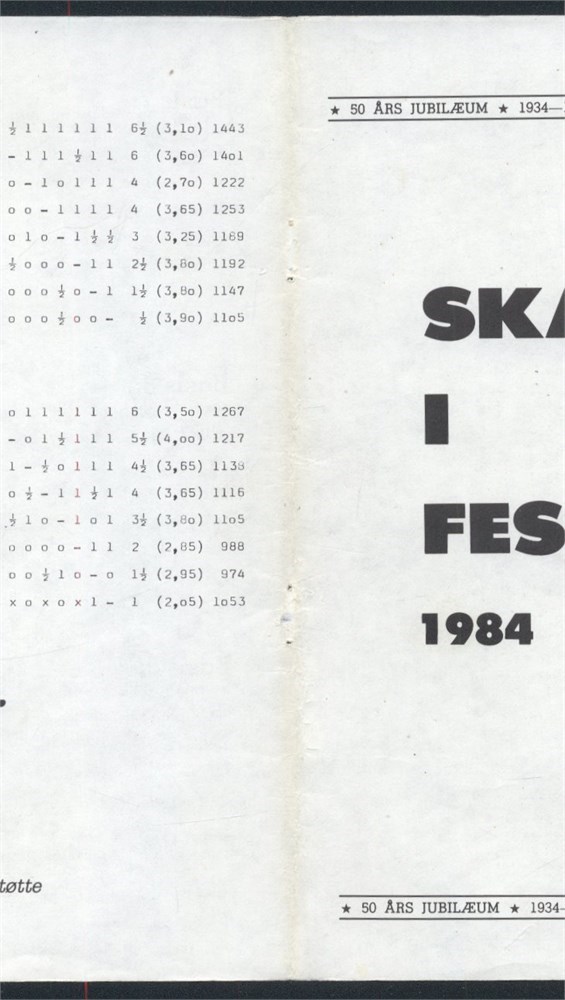 ½ 1 1 1 1 1 1 6½ (3,1o) 1443
- 1 1 1 ½ 1 1 6 (3,6o) 14o1
o - 1 o 1 1 1 4 (2,7o) 1222
o o - 1 1 1 1 4 (3,65) 1253
o 1 o - 1 ½ ½ 3 (3,25) 1169
½ o o o - 1 1 2½ (3,8o) 1192
o o o ½ o - 1 1½ (3,8o) 1147
o o o ½ o o - ½ (3,9o) 11o5
o 1 1 1 1 1 1 6 (3,5o) 1267
- o 1 ½ 1 1 1 5½ (4,oo) 1217
1 - ½ o 1 1 1 4½ (3,65) 1138
o ½ - 1 1 ½ 1 4 (3,65) 1116
½ 1 o - 1 o 1 3½ (3,8o) 11o5
o o o o - 1 1 2 (2,85) 988
o o ½ 1 o - o 1½ (2,95) 974
x o x o x 1 - 1 (2,o5) 1o53
tøtte
★ 50 ÅRS JUBILÆUM ★ 1934—
SKA
I
FES
1984
★ 50 ÅRS JUBILÆUM ★ 1934-